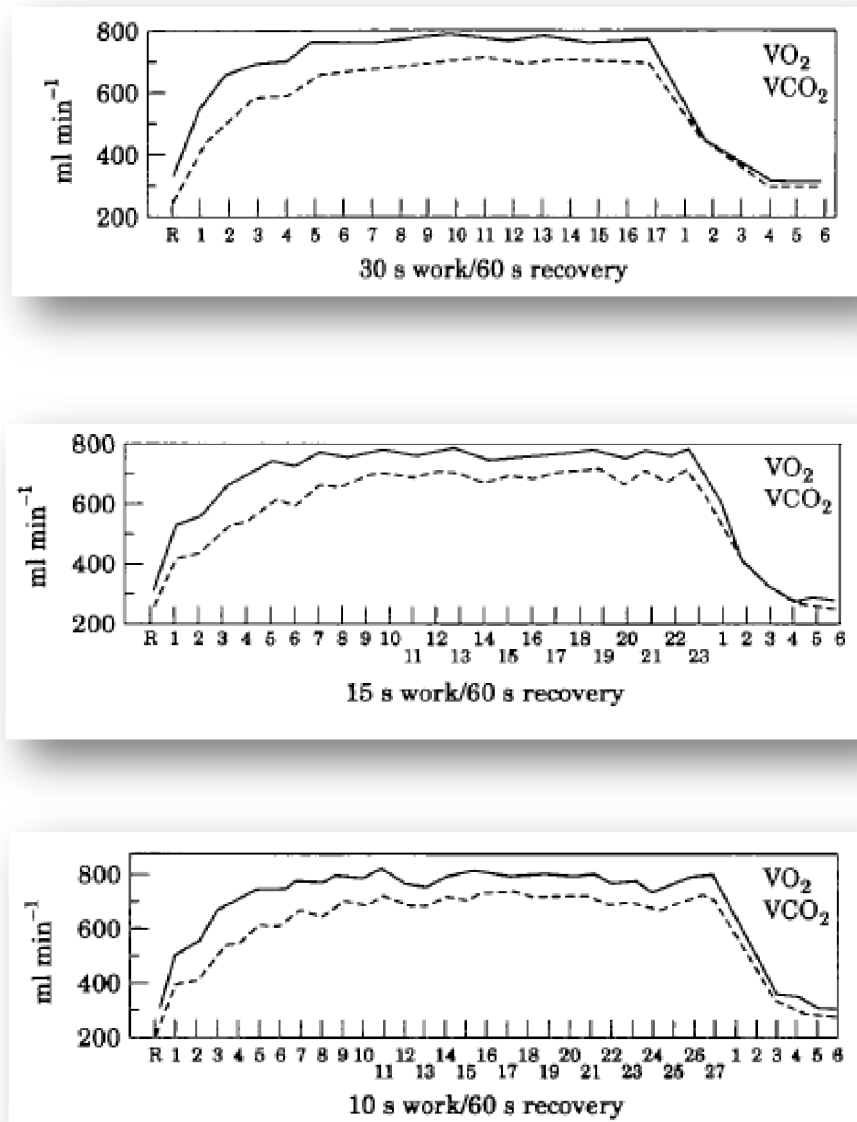 800
600
400
200
ml min⁻¹
VO₂
VCO₂
R 1 2 3 4 5 6 7 8 9 10 11 12 13 14 15 16 17 1 2 3 4 5 6
30 s work/60 s recovery
800
600
400
200
ml min⁻¹
VO₂
VCO₂
R 1 2 3 4 5 6 7 8 9 10 12 14 16 18 20 22 1 2 3 4 5 6
11 13 15 17 19 21 23
15 s work/60 s recovery
800
600
400
200
ml min⁻¹
VO₂
VCO₂
R 1 2 3 4 5 6 7 8 9 10 12 14 16 18 20 22 24 26 1 2 3 4 5 6
11 13 15 17 19 21 23 25 27
10 s work/60 s recovery